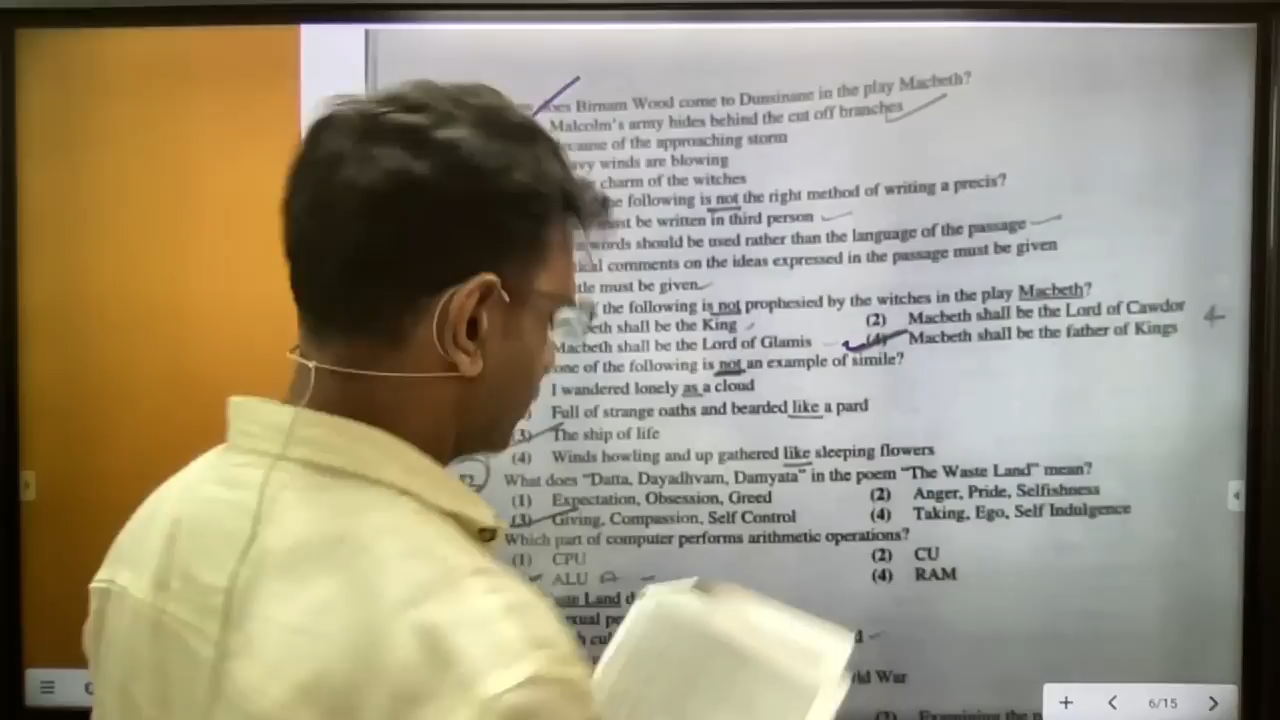 Birnam Wood come to Dunsinane in the play Macbeth?
Malcolm's army hides behind the cut off branches
of the approaching storm
winds are blowing
charm of the witches
the following is not the right method of writing a precis?
be written in third person
words should be used rather than the language of the passage
comments on the ideas expressed in the passage must be given
must be given
the following is not prophesied by the witches in the play Macbeth?
shall be the King (2) Macbeth shall be the Lord of Cawdor
Macbeth shall be the Lord of Glamis (4) Macbeth shall be the father of Kings
4
one of the following is not an example of simile?
I wandered lonely as a cloud
Full of strange oaths and bearded like a pard
(3) The ship of life
(4) Winds howling and up gathered like sleeping flowers
What does "Datta, Dayadhvam, Damyata" in the poem "The Waste Land" mean?
(1) Expectation, Obsession, Greed (2) Anger, Pride, Selfishness
(3) Giving, Compassion, Self Control (4) Taking, Ego, Self Indulgence
Which part of computer performs arithmetic operations?
(1) CPU (2) CU
ALU (4) RAM
Land
War
(2) Examining the
6/15